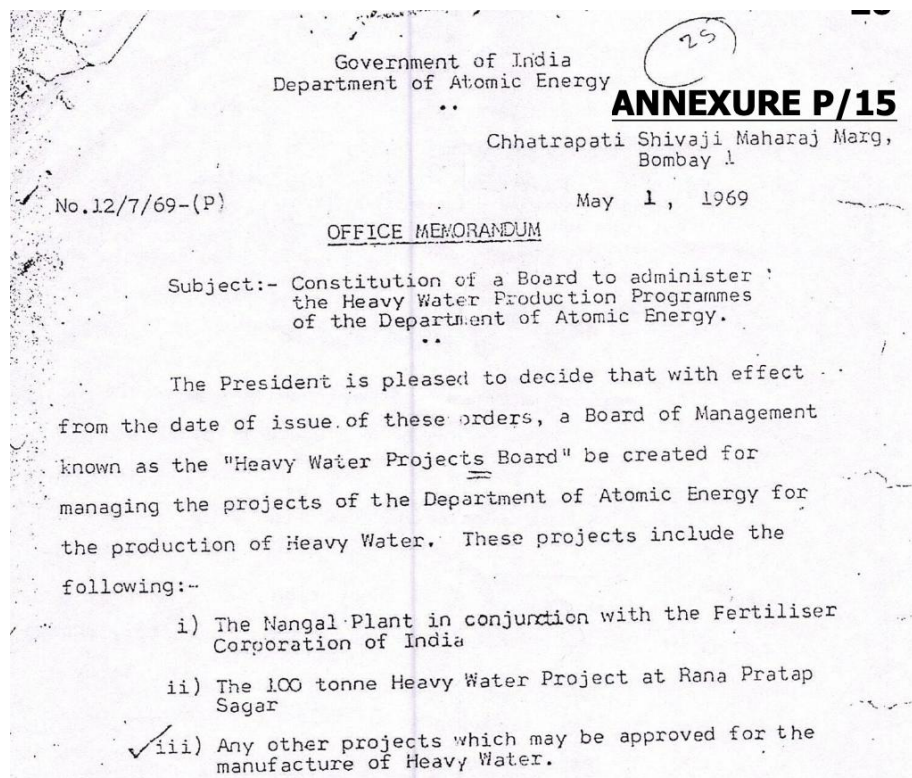 25
Government of India
Department of Atomic Energy
ANNEXURE P/15
Chhatrapati Shivaji Maharaj Marg,
Bombay 1
No.12/7/69-(P)
May 1, 1969
OFFICE MEMORANDUM
Subject:- Constitution of a Board to administer
the Heavy Water Production Programmes
of the Department of Atomic Energy.
The President is pleased to decide that with effect
from the date of issue of these orders, a Board of Management
known as the "Heavy Water Projects Board" be created for
managing the projects of the Department of Atomic Energy for
the production of Heavy Water. These projects include the
following:-
i) The Nangal Plant in conjunction with the Fertiliser
Corporation of India
ii) The 100 tonne Heavy Water Project at Rana Pratap
Sagar
iii) Any other projects which may be approved for the
manufacture of Heavy Water.